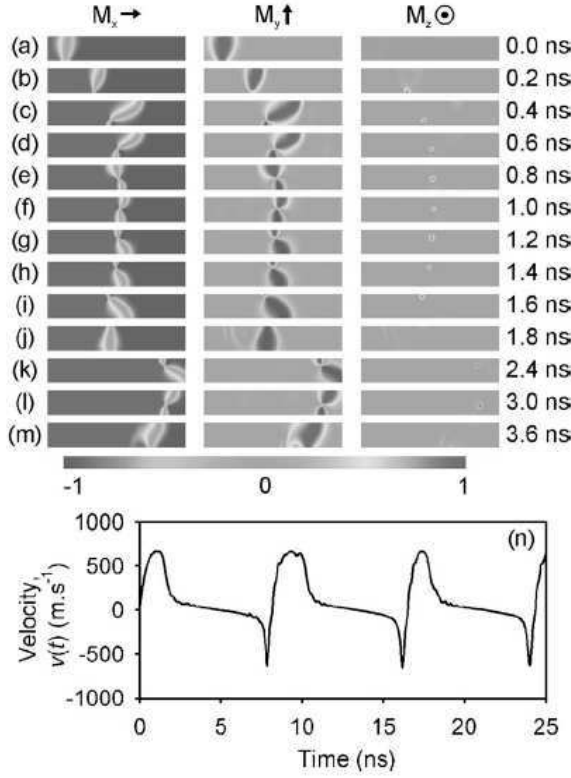 Mx→ My↑ Mz⊙
(a) 0.0 ns
(b) 0.2 ns
(c) 0.4 ns
(d) 0.6 ns
(e) 0.8 ns
(f) 1.0 ns
(g) 1.2 ns
(h) 1.4 ns
(i) 1.6 ns
(j) 1.8 ns
(k) 2.4 ns
(l) 3.0 ns
(m) 3.6 ns
-1 0 1
(n)
Velocity,
v(t) (m.s⁻¹)
1000
500
0
-500
-1000
0 5 10 15 20 25
Time (ns)